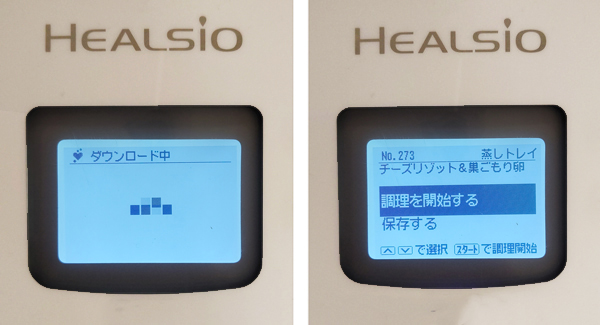 HEALSIO
ダウンロード中
HEALSIO
No.273 蒸しトレイ
チーズリゾット&巣ごもり卵
調理を開始する
保存する
で選択 スタートで調理開始